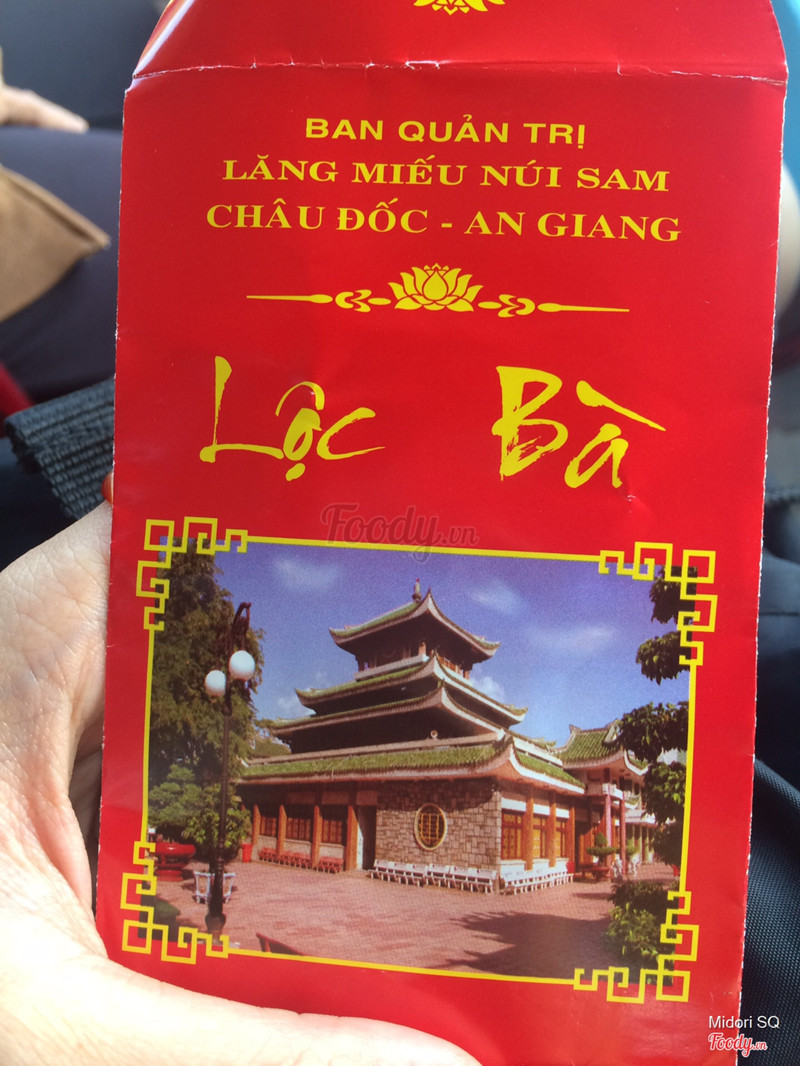 BAN QUẢN TRỊ
LĂNG MIẾU NÚI SAM
CHÂU ĐỐC - AN GIANG
Lộc Bà
Foody.vn
Midori SQ
Foody.vn